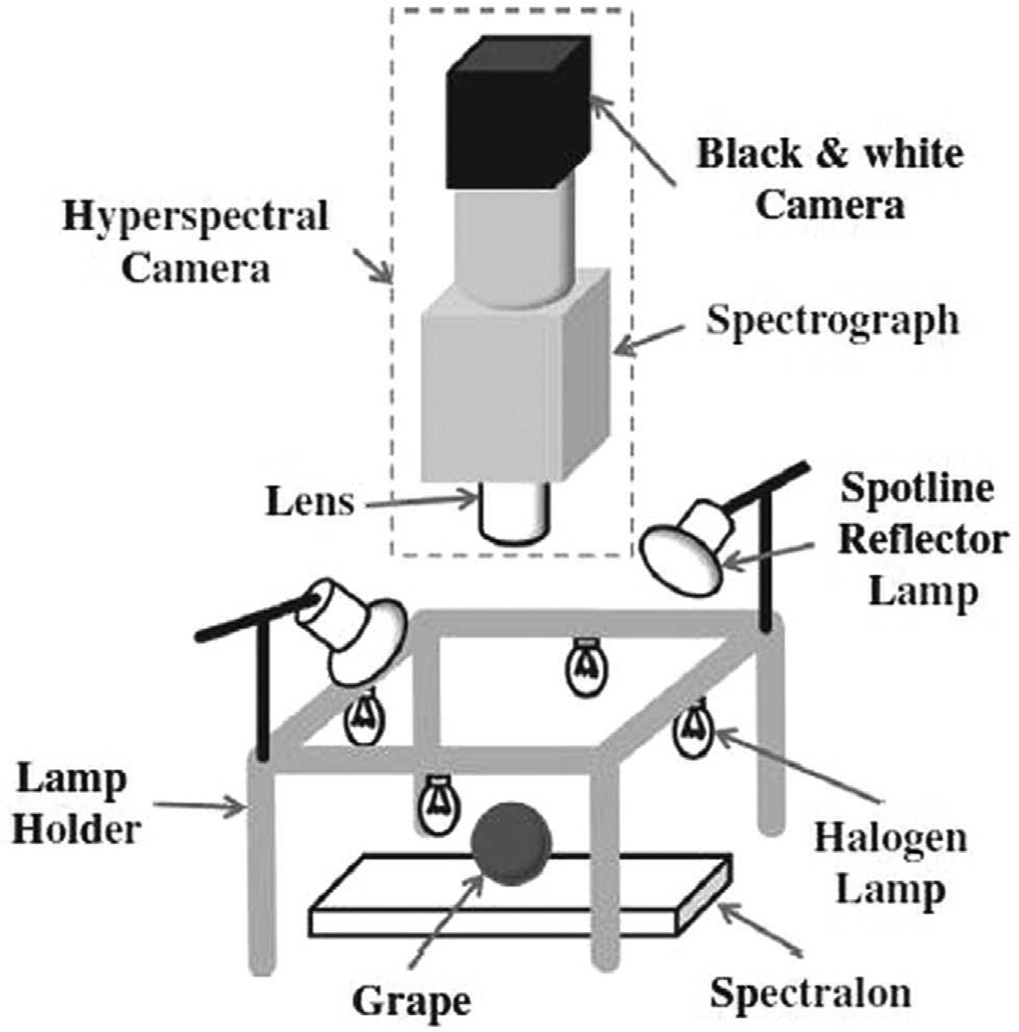 Black & white
Camera
Hyperspectral
Camera
Spectrograph
Lens
Spotline
Reflector
Lamp
Lamp
Holder
Halogen
Lamp
Grape
Spectralon